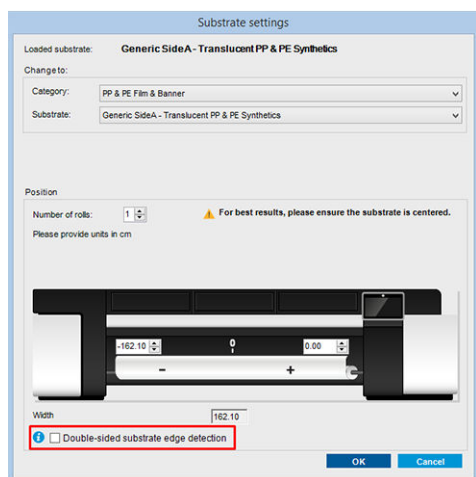 Substrate settings
Loaded substrate: Generic SideA - Translucent PP & PE Synthetics
Change to:
Category: PP & PE Film & Banner
Substrate: Generic SideA - Translucent PP & PE Synthetics
Position
Number of rolls: 1 For best results, please ensure the substrate is centered.
Please provide units in cm
-162.10 0 0.00
- +
Width 162.10
Double-sided substrate edge detection
OK Cancel